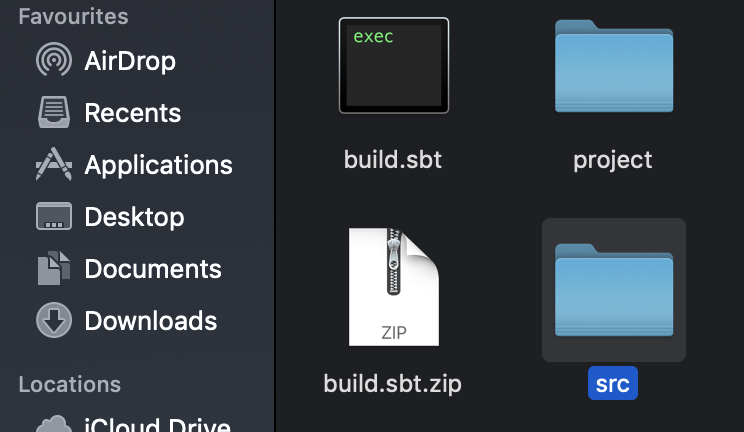 Favourites
AirDrop
Recents
Applications
Desktop
Documents
Downloads
Locations
iCloud Drive
exec
build.sbt
project
ZIP
build.sbt.zip
src